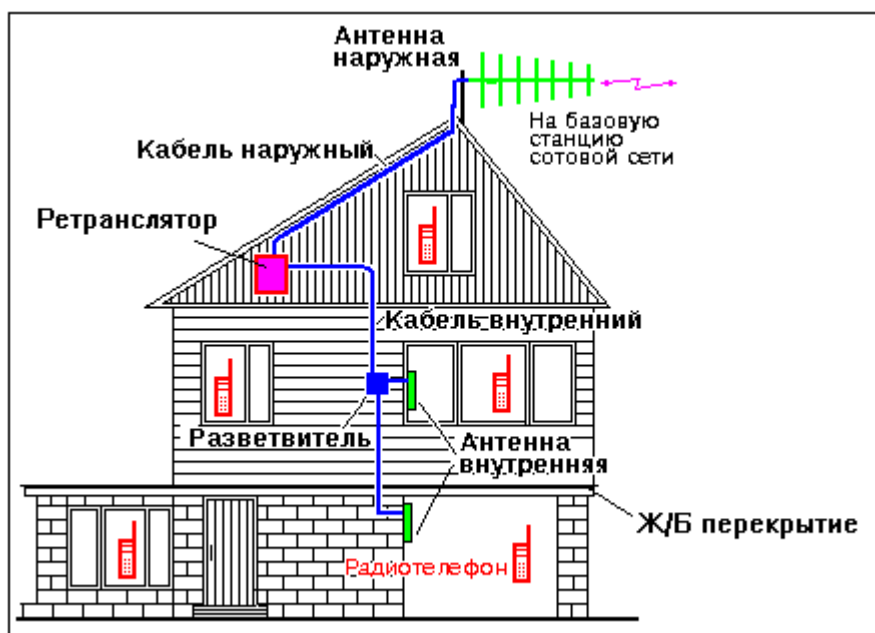 Антенна
наружная
На базовую
станцию
сотовой сети
Кабель наружный
Ретранслятор
Кабель внутренний
Разветвитель
Антенна
внутренняя
Ж/Б перекрытие
Радиотелефон